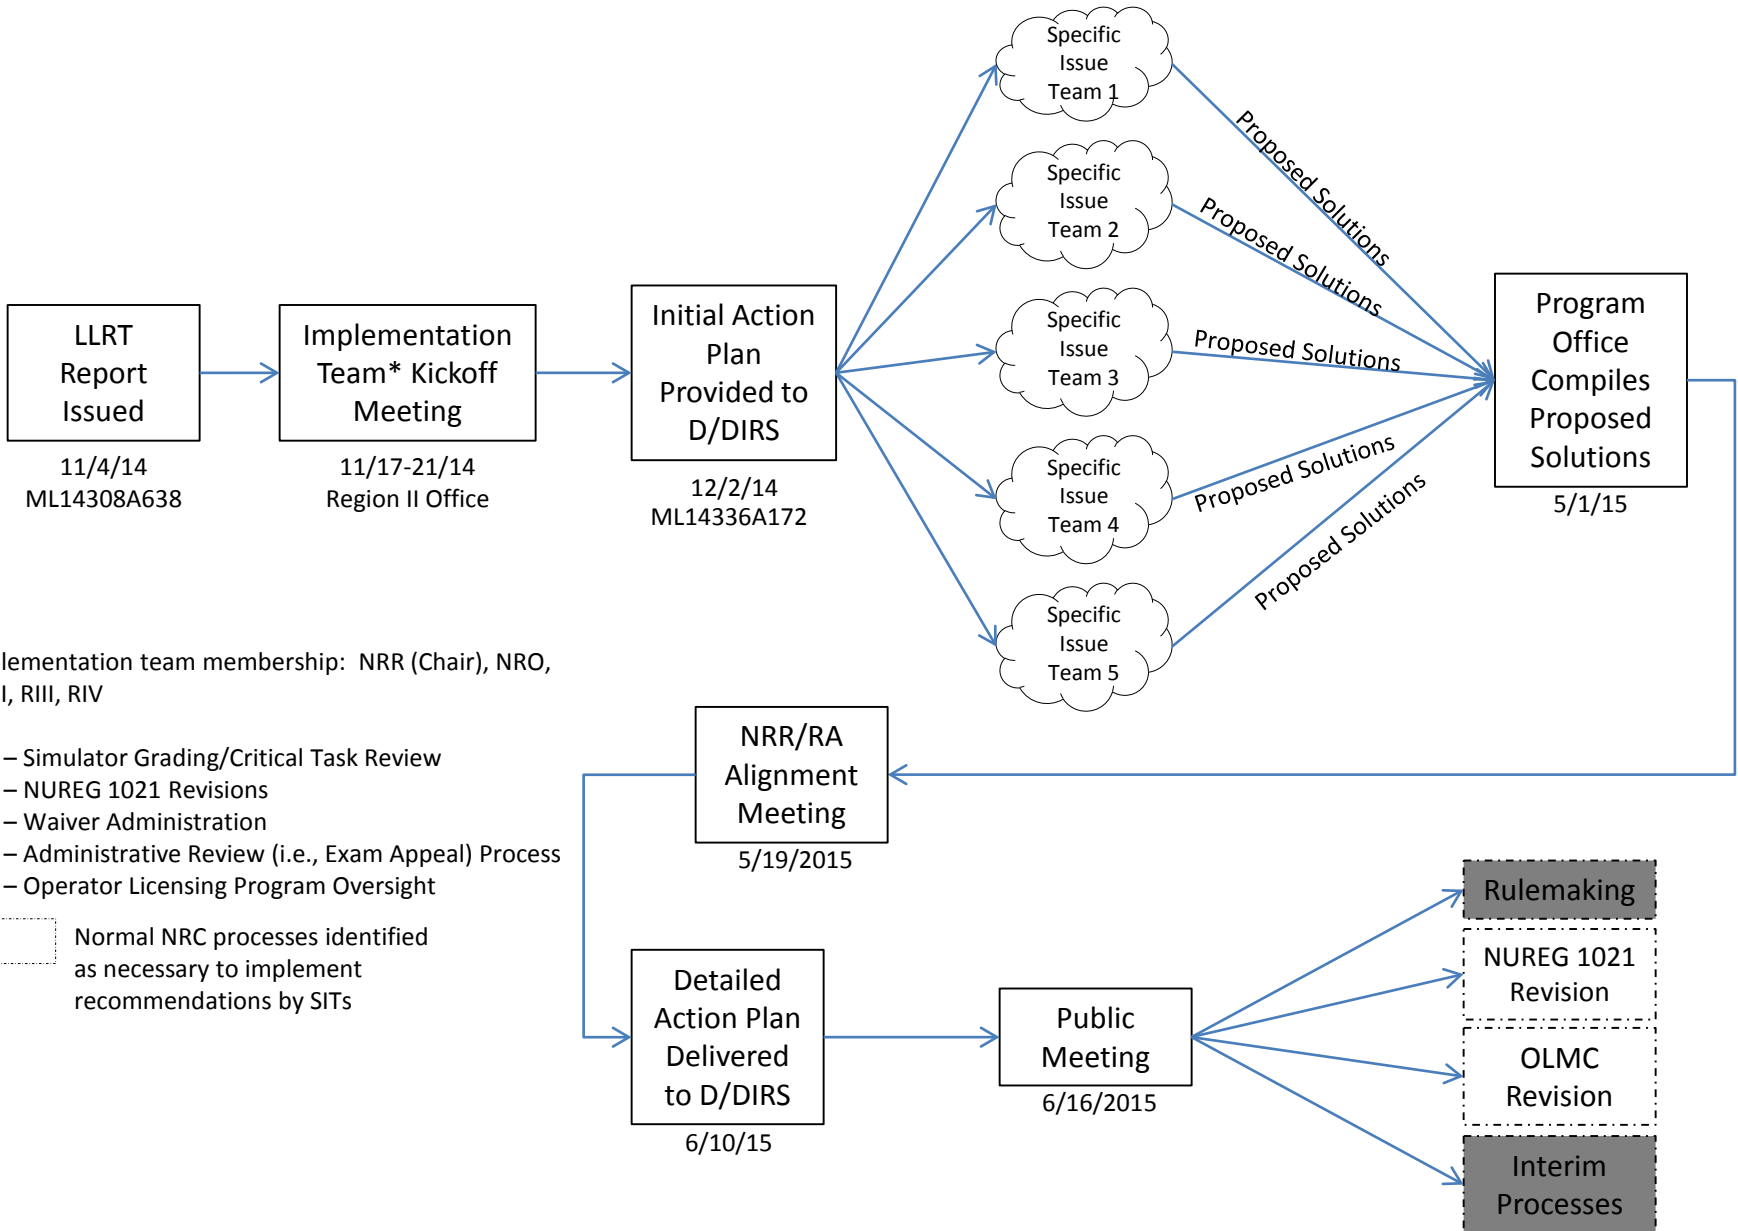 Specific
Issue
Team 1
Specific
Issue
Team 2
Specific
Issue
Team 3
Specific
Issue
Team 4
Specific
Issue
Team 5
Proposed Solutions
Proposed Solutions
Proposed Solutions
Proposed Solutions
Proposed Solutions
LLRT
Report
Issued
11/4/14
ML14308A638
Implementation
Team* Kickoff
Meeting
11/17-21/14
Region II Office
Initial Action
Plan
Provided to
D/DIRS
12/2/14
ML14336A172
Program
Office
Compiles
Proposed
Solutions
5/1/15
lementation team membership: NRR (Chair), NRO,
I, RIII, RIV
– Simulator Grading/Critical Task Review
– NUREG 1021 Revisions
– Waiver Administration
– Administrative Review (i.e., Exam Appeal) Process
– Operator Licensing Program Oversight
Normal NRC processes identified
as necessary to implement
recommendations by SITs
NRR/RA
Alignment
Meeting
5/19/2015
Detailed
Action Plan
Delivered
to D/DIRS
6/10/15
Public
Meeting
6/16/2015
Rulemaking
NUREG 1021
Revision
OLMC
Revision
Interim
Processes